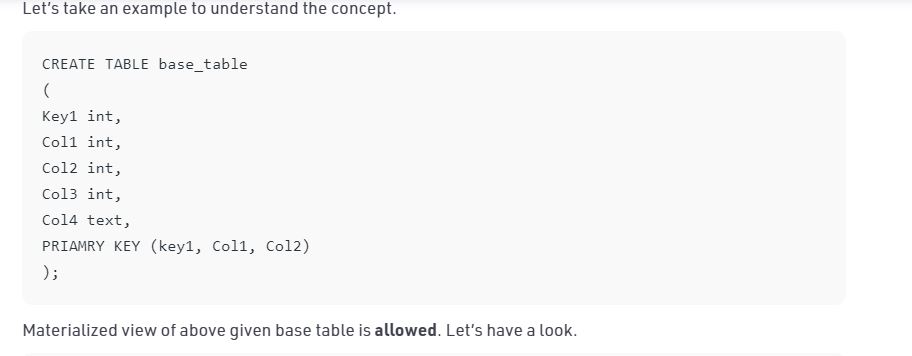 Let's take an example to understand the concept.
CREATE TABLE base_table
(
Key1 int,
Col1 int,
Col2 int,
Col3 int,
Col4 text,
PRIAMRY KEY (key1, Col1, Col2)
);
Materialized view of above given base table is allowed. Let's have a look.